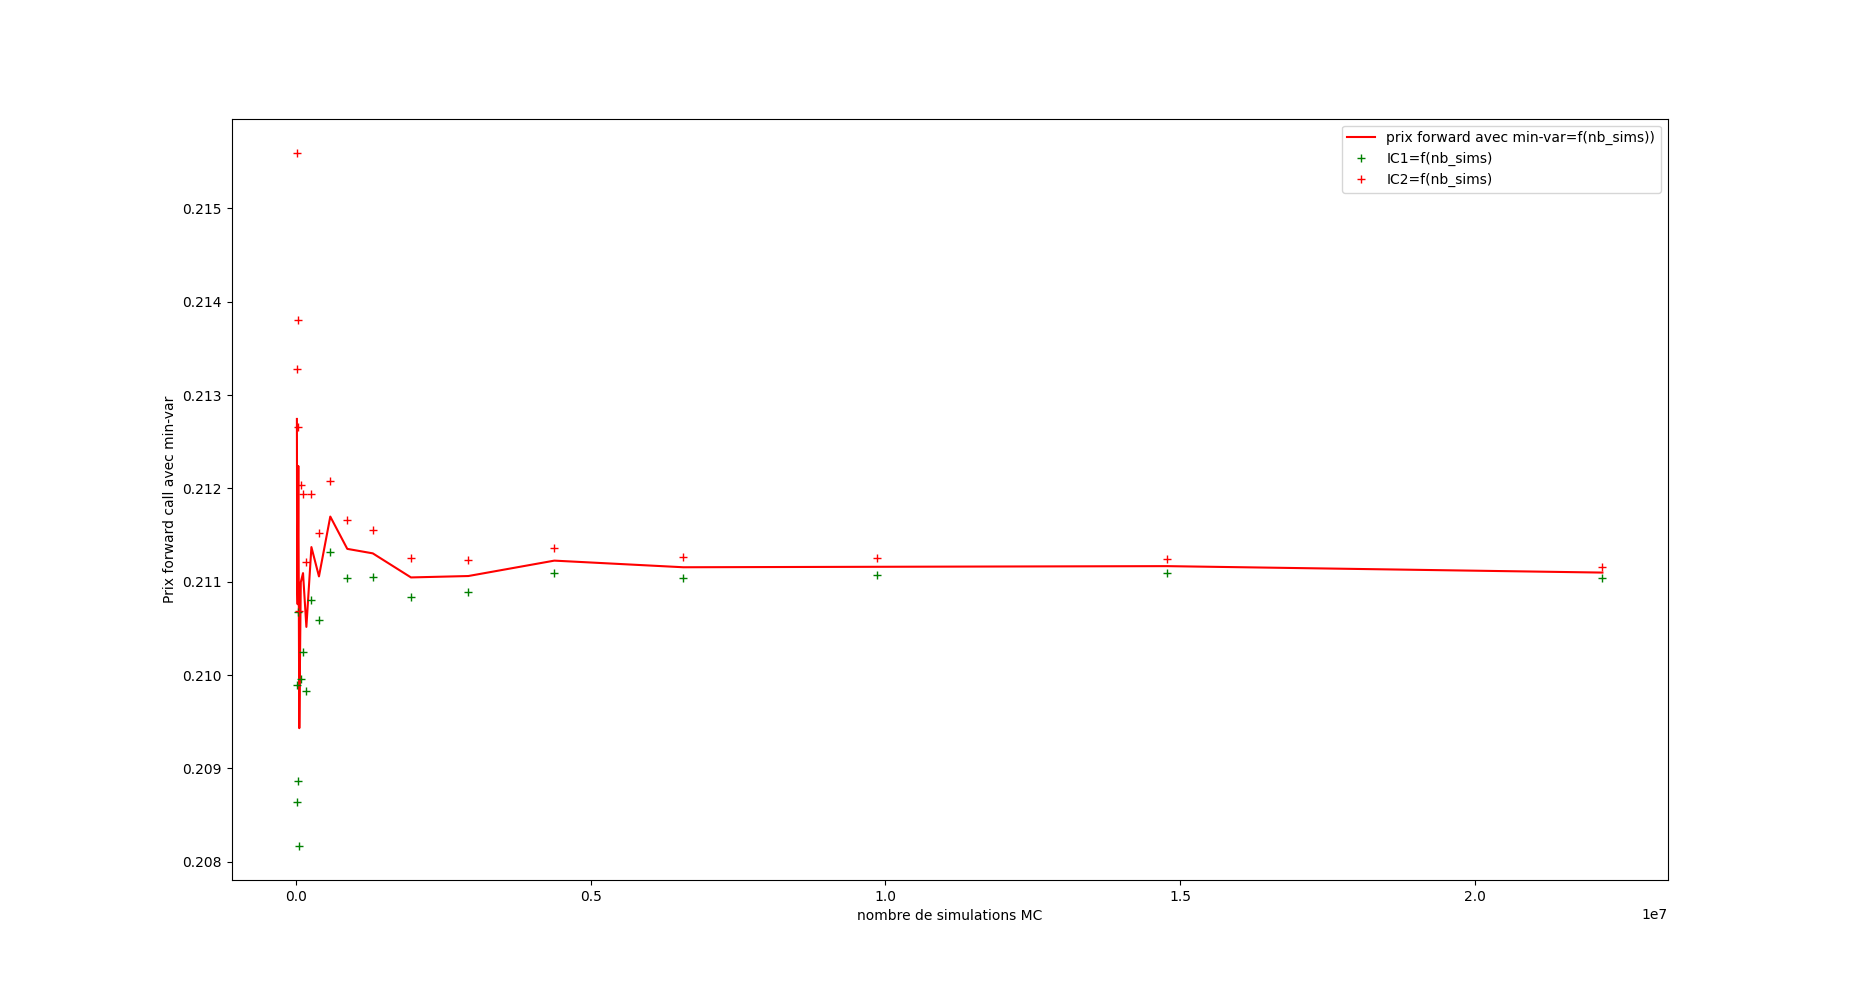 prix forward avec min-var=f(nb_sims))
IC1=f(nb_sims)
IC2=f(nb_sims)
0.215
0.214
0.213
0.212
0.211
0.210
0.209
0.208
Prix forward call avec min-var
0.0 0.5 1.0 1.5 2.0
nombre de simulations MC
1e7